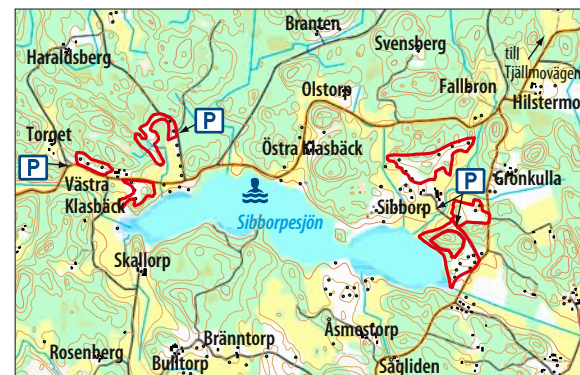 Branten
Haraldsberg
Svensberg
till
Tjällmovägen
Olstorp
Fallbron
Hilstermo
P
Torget
P
Östra Klasbäck
Västra
Klasbäck
P
Grönkulla
Sibborp
Sibborpesjön
Skallorp
Åsmestorp
Bränntorp
Rosenberg
Bulltorp
Sågliden